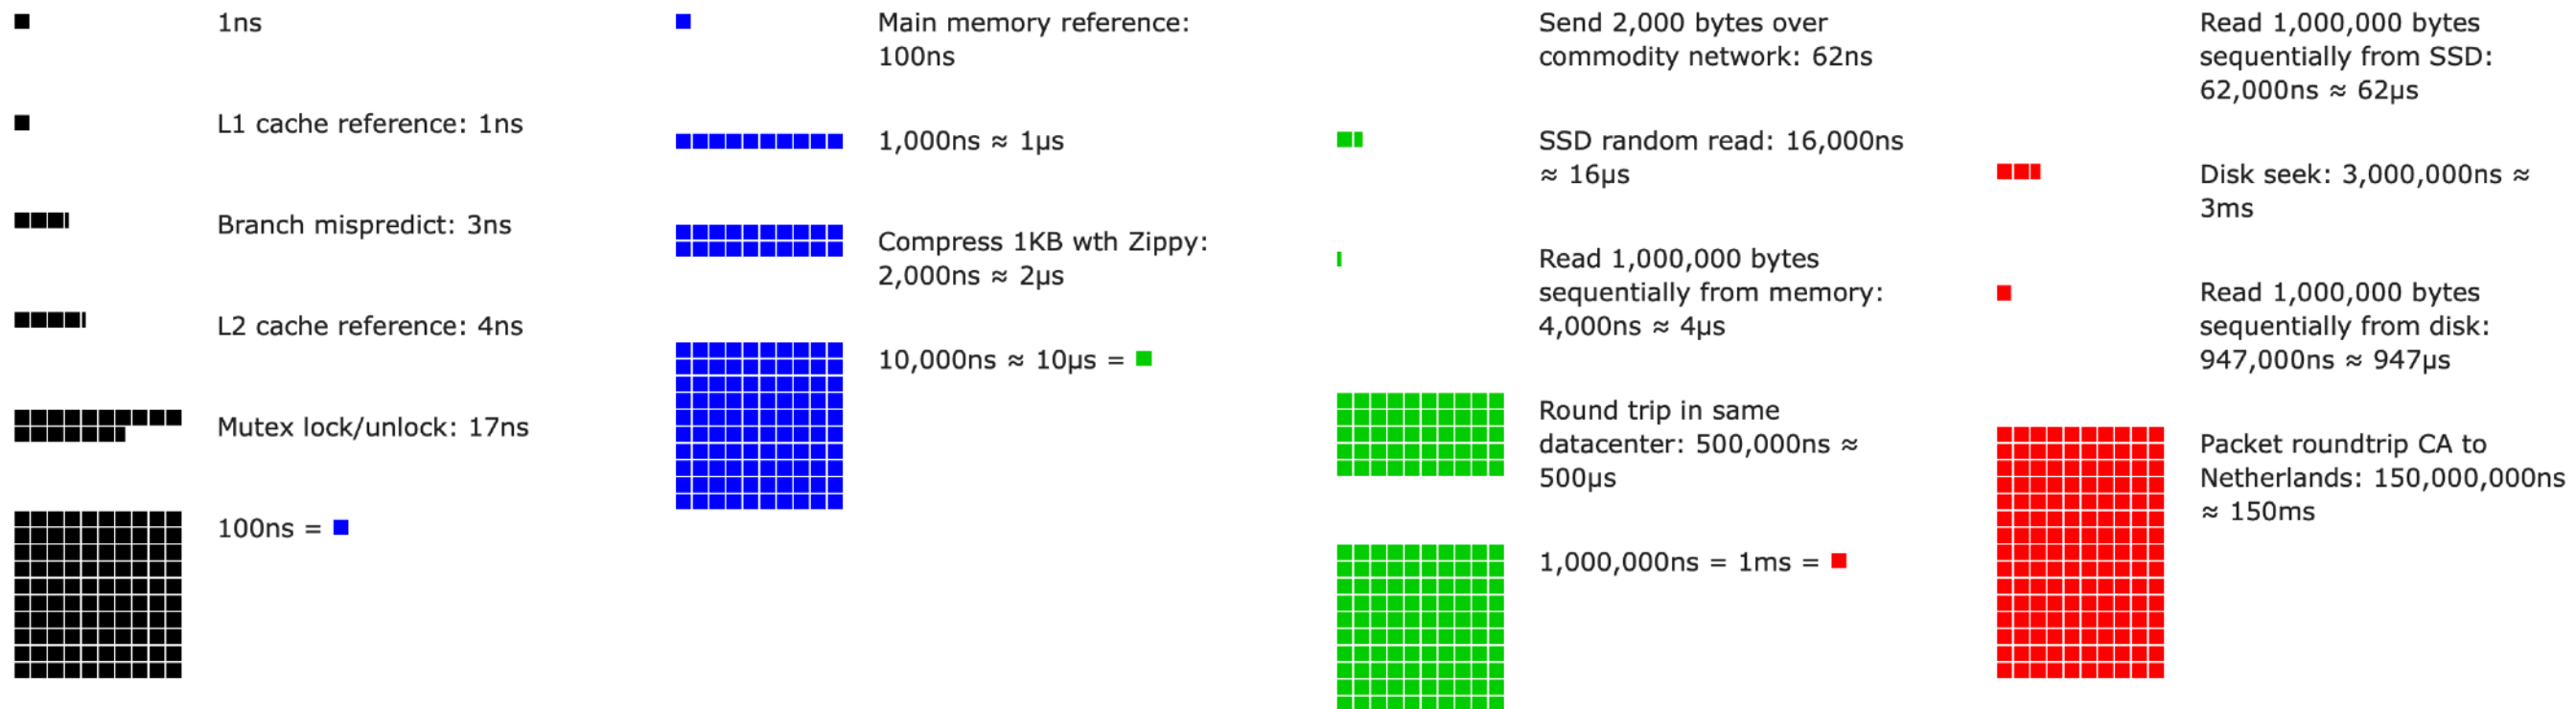 1ns
L1 cache reference: 1ns
Branch mispredict: 3ns
L2 cache reference: 4ns
Mutex lock/unlock: 17ns
100ns =
Main memory reference:
100ns
1,000ns ≈ 1μs
Compress 1KB wth Zippy:
2,000ns ≈ 2μs
10,000ns ≈ 10μs =
Send 2,000 bytes over
commodity network: 62ns
SSD random read: 16,000ns
≈ 16μs
Read 1,000,000 bytes
sequentially from memory:
4,000ns ≈ 4μs
Round trip in same
datacenter: 500,000ns ≈
500μs
1,000,000ns = 1ms =
Read 1,000,000 bytes
sequentially from SSD:
62,000ns ≈ 62μs
Disk seek: 3,000,000ns ≈
3ms
Read 1,000,000 bytes
sequentially from disk:
947,000ns ≈ 947μs
Packet roundtrip CA to
Netherlands: 150,000,000ns
≈ 150ms